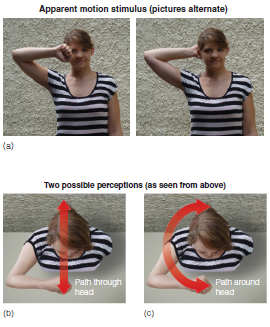 Apparent motion stimulus (pictures alternate)
(a)
Two possible perceptions (as seen from above)
Path through
head
Path around
head
(b)
(c)